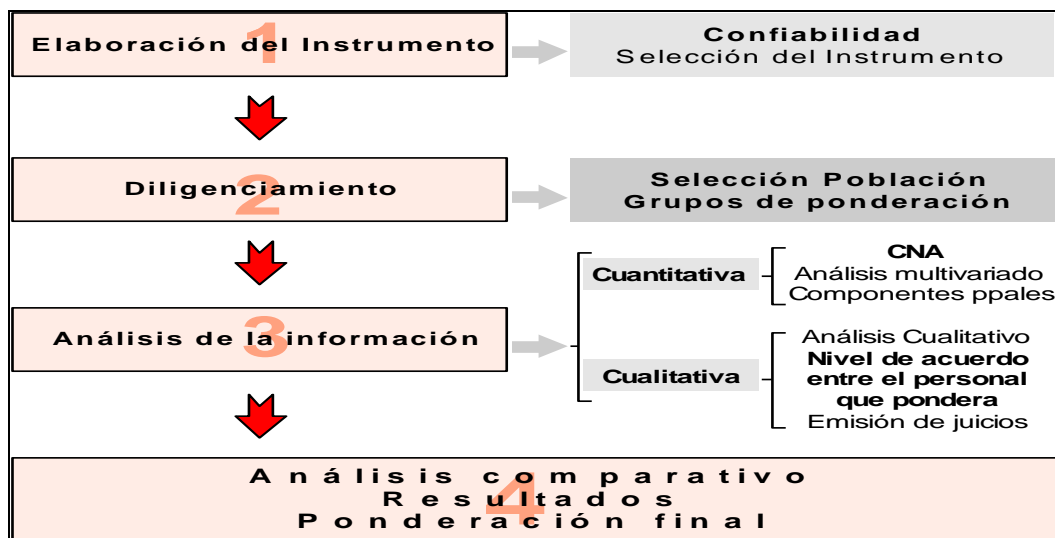 1
Elaboración del Instrumento
Confiabilidad
Selección del Instrumento
2
Diligenciamiento
Selección Población
Grupos de ponderación
3
Análisis de la información
Cuantitativa
CNA
Análisis multivariado
Componentes ppales
Cualitativa
Análisis Cualitativo
Nivel de acuerdo
entre el personal
que pondera
Emisión de juicios
4
Análisis comparativo
Resultados
Ponderación final